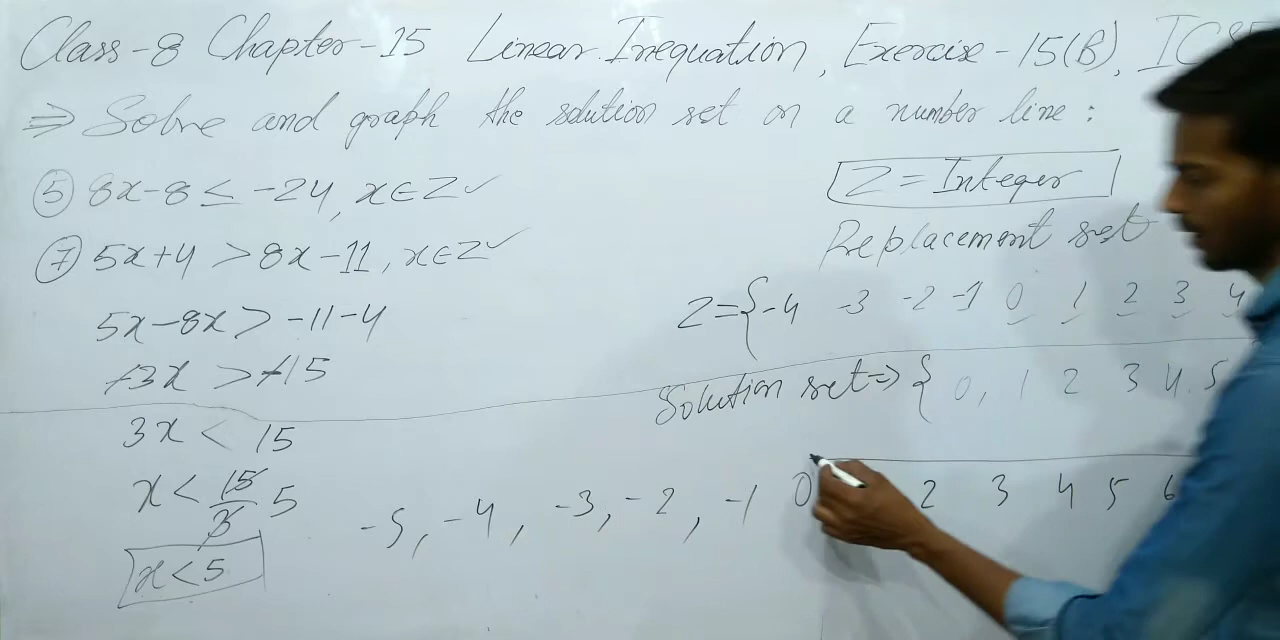 Class-8 Chapter-15 Linear Inequation, Exercise-15(B), ICSE
⇒ Solve and graph the solution set on a number line :
⑤ 8x-8 ≤ -24, x∈Z ✓
Z = Integer
⑦ 5x+4 > 8x-11, x∈Z ✓
Replacement set
5x-8x > -11-4
Z={-4 -3 -2 -1 0 1 2 3 4
-3x > -15
Solution set⇒ { 0, 1 2 3 4 5
3x < 15
x < 15/3 5
-5, -4, -3, -2, -1 0 2 3 4 5 6
x<5